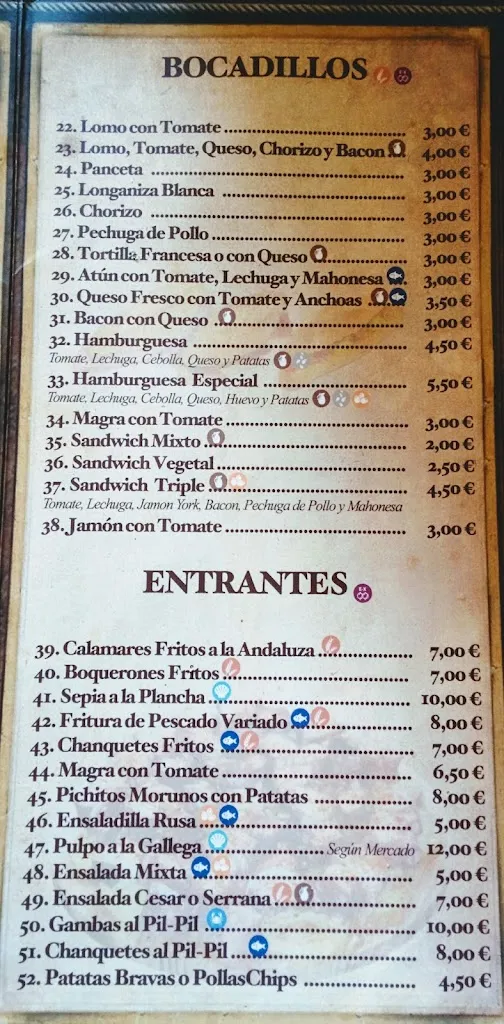 BOCADILLOS
22. Lomo con Tomate 3,00 €
23. Lomo, Tomate, Queso, Chorizo y Bacon 4,00 €
24. Panceta 3,00 €
25. Longaniza Blanca 3,00 €
26. Chorizo 3,00 €
27. Pechuga de Pollo 3,00 €
28. Tortilla Francesa o con Queso 3,00 €
29. Atún con Tomate, Lechuga y Mahonesa 3,00 €
30. Queso Fresco con Tomate y Anchoas 3,50 €
31. Bacon con Queso 3,00 €
32. Hamburguesa 4,50 €
Tomate, Lechuga, Cebolla, Queso y Patatas
33. Hamburguesa Especial 5,50 €
Tomate, Lechuga, Cebolla, Queso, Huevo y Patatas
34. Magra con Tomate 3,00 €
35. Sandwich Mixto 2,00 €
36. Sandwich Vegetal 2,50 €
37. Sandwich Triple 4,50 €
Tomate, Lechuga, Jamon York, Bacon, Pechuga de Pollo y Mahonesa
38. Jamón con Tomate 3,00 €
ENTRANTES
39. Calamares Fritos a la Andaluza 7,00 €
40. Boquerones Fritos 7,00 €
41. Sepia a la Plancha 10,00 €
42. Fritura de Pescado Variado 8,00 €
43. Chanquetes Fritos 7,00 €
44. Magra con Tomate 6,50 €
45. Pichitos Morunos con Patatas 8,00 €
46. Ensaladilla Rusa 5,00 €
47. Pulpo a la Gallega Según Mercado 12,00 €
48. Ensalada Mixta 5,00 €
49. Ensalada Cesar o Serrana 7,00 €
50. Gambas al Pil-Pil 10,00 €
51. Chanquetes al Pil-Pil 8,00 €
52. Patatas Bravas o PollasChips 4,50 €